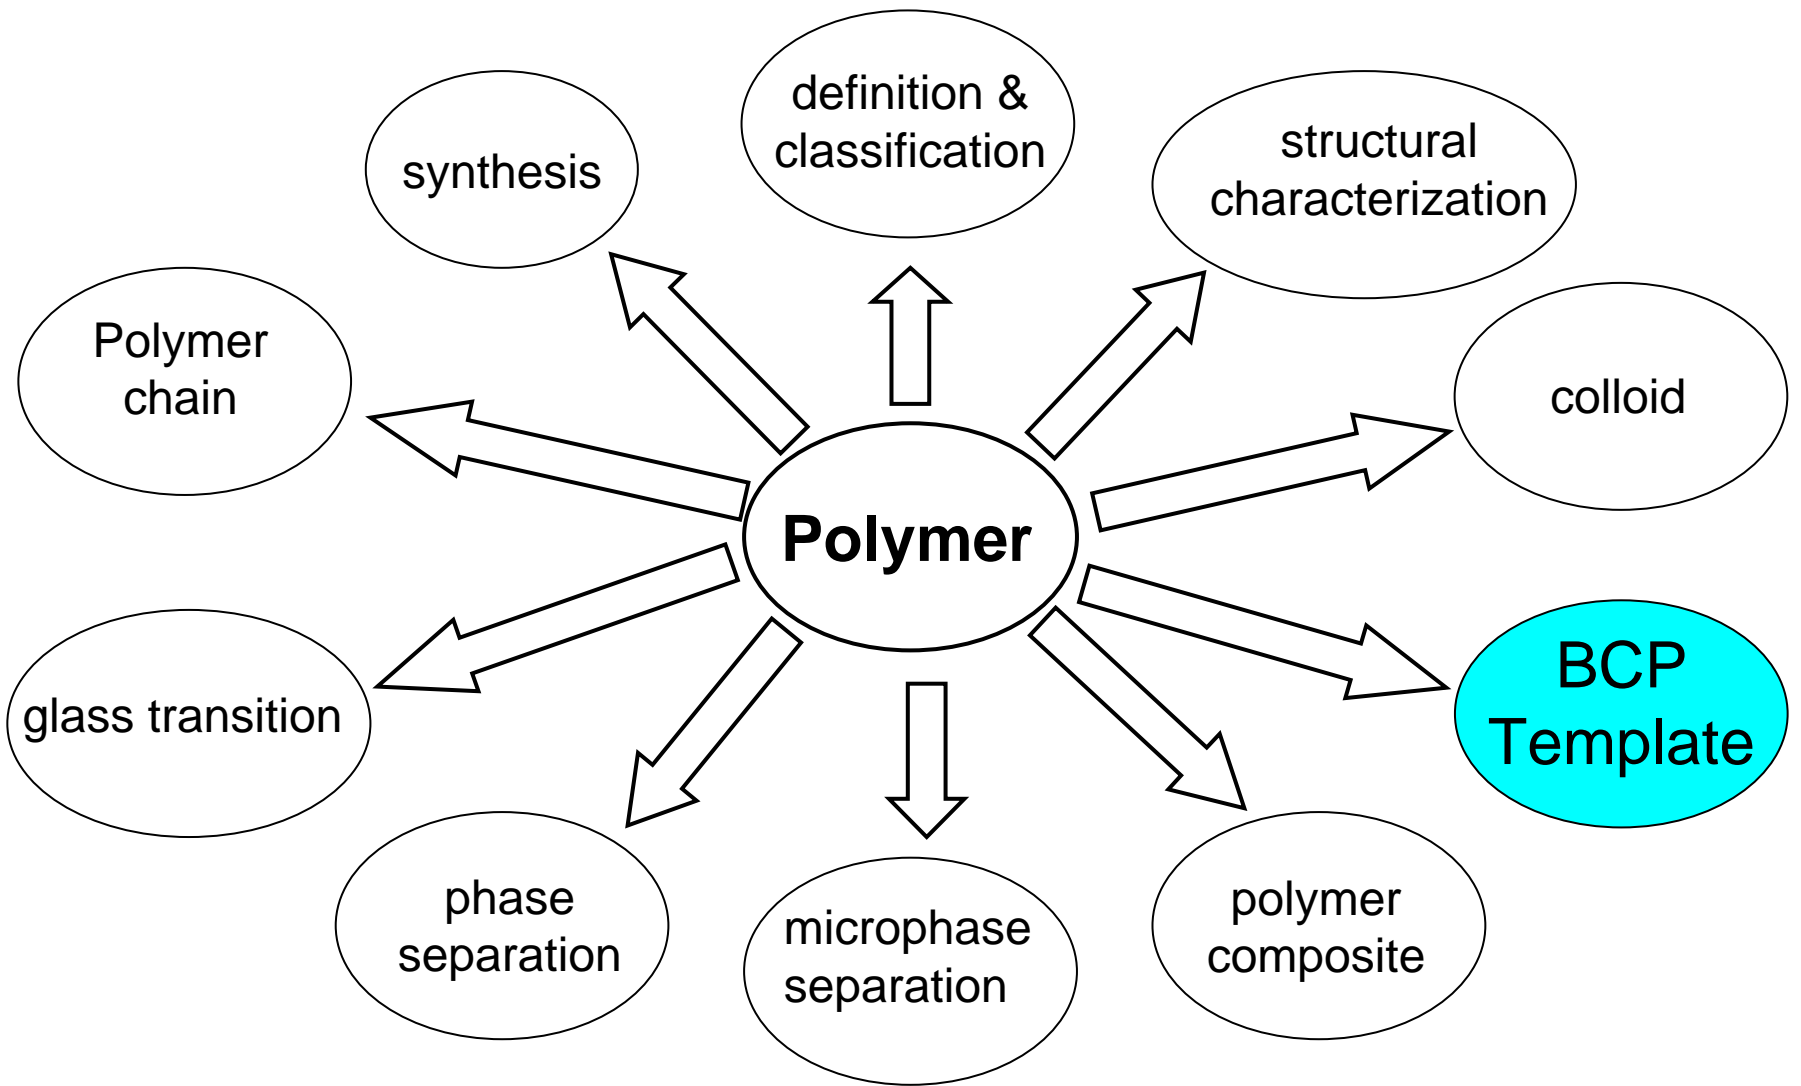 definition &
classification
synthesis
structural
characterization
Polymer
chain
colloid
Polymer
glass transition
BCP
Template
phase
separation
microphase
separation
polymer
composite